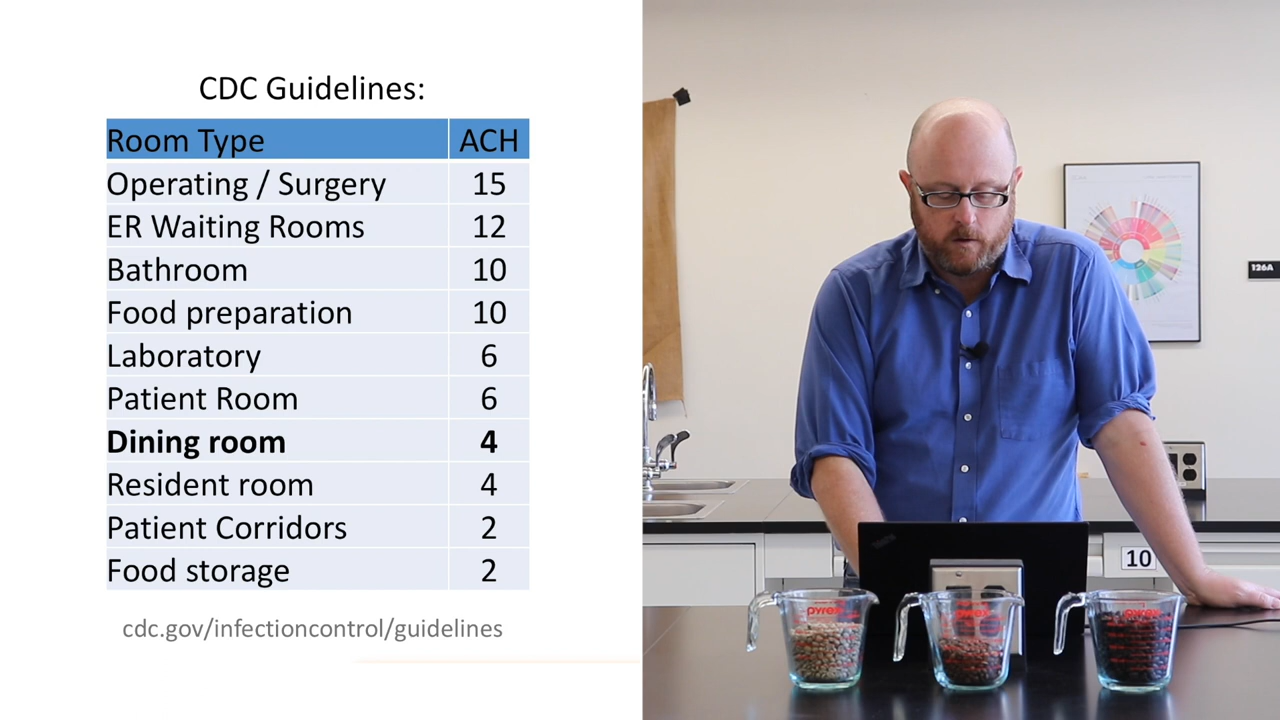 CDC Guidelines:
Room Type ACH
Operating / Surgery 15
ER Waiting Rooms 12
Bathroom 10
Food preparation 10
Laboratory 6
Patient Room 6
Dining room 4
Resident room 4
Patient Corridors 2
Food storage 2
cdc.gov/infectioncontrol/guidelines
126A
10
pyrex
pyrex
pyrex